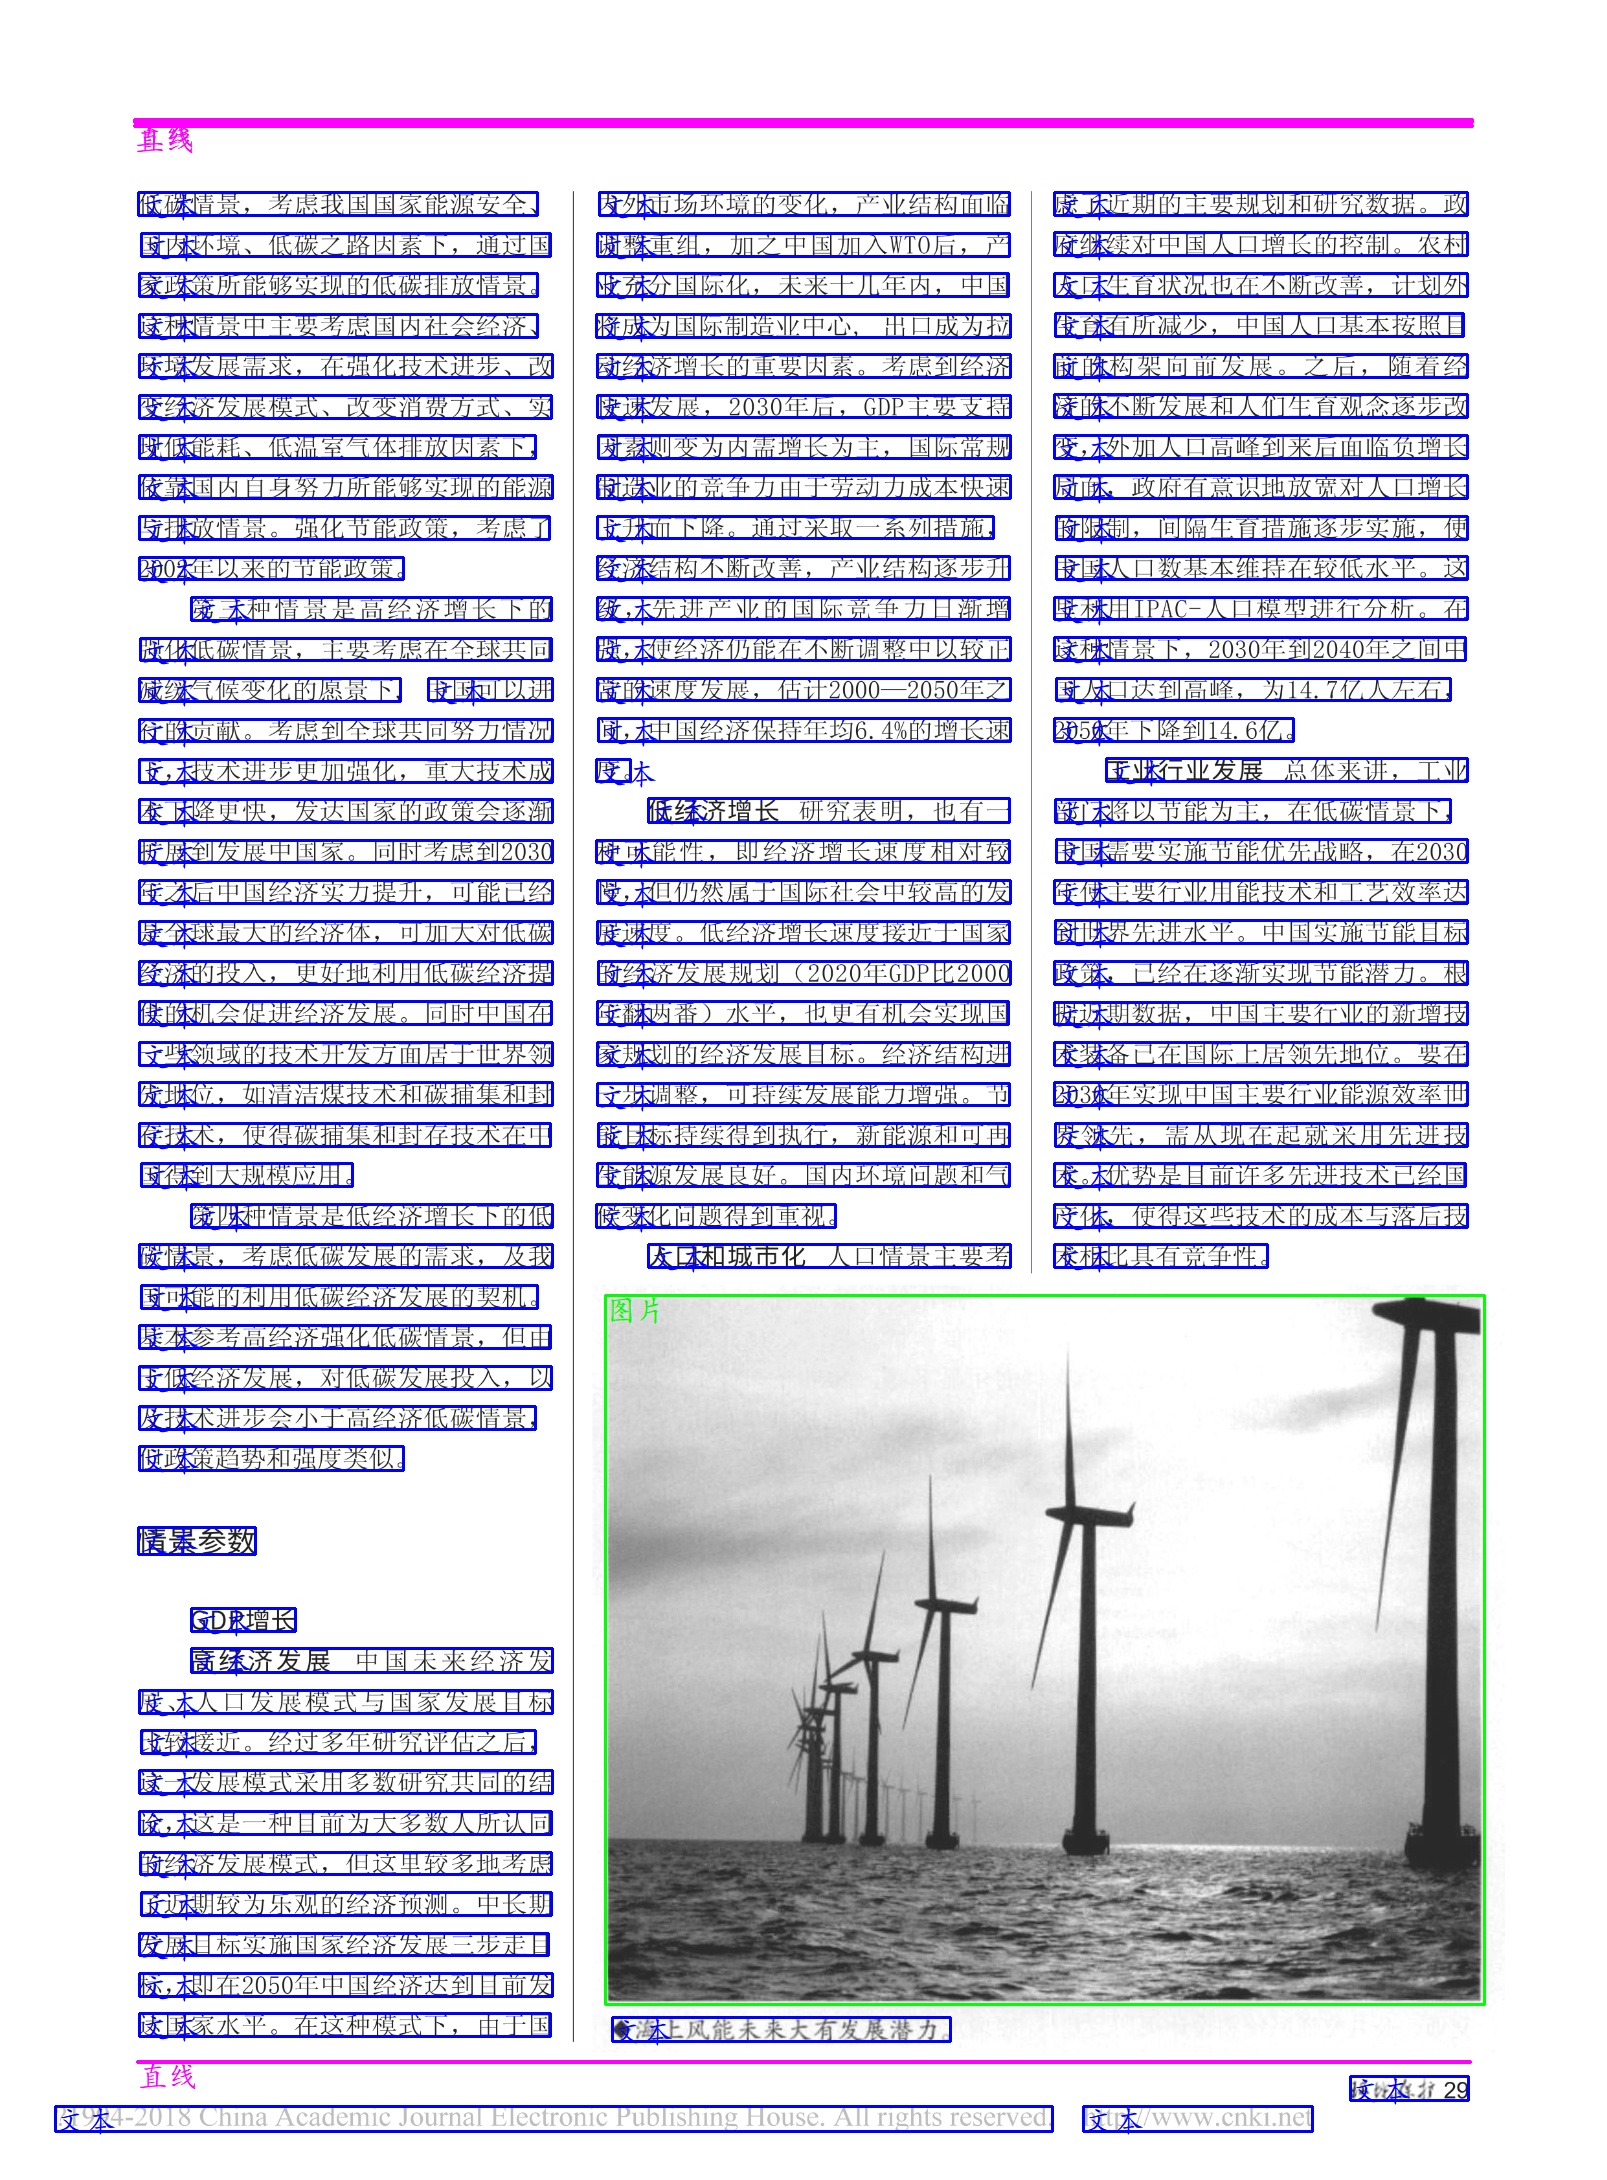 直线
低碳情景，考虑我国国家能源安全、
国内环境、低碳之路因素下，通过国
家政策所能够实现的低碳排放情景。
这种情景中主要考虑国内社会经济、
环境发展需求，在强化技术进步、改
变经济发展模式、改变消费方式、实
现低能耗、低温室气体排放因素下，
依靠国内自身努力所能够实现的能源
与排放情景。强化节能政策，考虑了
2002年以来的节能政策。
第三种情景是高经济增长下的
强化低碳情景，主要考虑在全球共同
减缓气候变化的愿景下，中国可以进
行的贡献。考虑到全球共同努力情况
下，技术进步更加强化，重大技术成
本下降更快，发达国家的政策会逐渐
扩展到发展中国家。同时考虑到2030
年之后中国经济实力提升，可能已经
是全球最大的经济体，可加大对低碳
经济的投入，更好地利用低碳经济提
供的机会促进经济发展。同时中国在
一些领域的技术开发方面居于世界领
先地位，如清洁煤技术和碳捕集和封
存技术，使得碳捕集和封存技术在中
国得到大规模应用。
第四种情景是低经济增长下的低
碳情景，考虑低碳发展的需求，及我
国可能的利用低碳经济发展的契机。
基本参考高经济强化低碳情景，但由
于低经济发展，对低碳发展投入，以
及技术进步会小于高经济低碳情景，
但政策趋势和强度类似。
情景参数
GDP增长
高经济发展 中国未来经济发
展、人口发展模式与国家发展目标
比较接近。经过多年研究评估之后，
这一发展模式采用多数研究共同的结
论，这是一种目前为大多数人所认同
的经济发展模式，但这里较多地考虑
了近期较为乐观的经济预测。中长期
发展目标实施国家经济发展三步走目
标，即在2050年中国经济达到目前发
达国家水平。在这种模式下，由于国
内外市场环境的变化，产业结构面临
调整重组，加之中国加入WTO后，产
业充分国际化，未来十几年内，中国
将成为国际制造业中心，出口成为拉
动经济增长的重要因素。考虑到经济
快速发展，2030年后，GDP主要支持
因素则变为内需增长为主，国际常规
制造业的竞争力由于劳动力成本快速
上升而下降。通过采取一系列措施，
经济结构不断改善，产业结构逐步升
级，先进产业的国际竞争力日渐增
强，使经济仍能在不断调整中以较正
常的速度发展，估计2000—2050年之
间，中国经济保持年均6.4%的增长速
度。
低经济增长 研究表明，也有一
种可能性，即经济增长速度相对较
慢，但仍然属于国际社会中较高的发
展速度。低经济增长速度接近于国家
的经济发展规划（2020年GDP比2000
年翻两番）水平，也更有机会实现国
家规划的经济发展目标。经济结构进
一步调整，可持续发展能力增强。节
能目标持续得到执行，新能源和可再
生能源发展良好。国内环境问题和气
候变化问题得到重视。
人口和城市化 人口情景主要考
虑了近期的主要规划和研究数据。政
府继续对中国人口增长的控制。农村
人口生育状况也在不断改善，计划外
生育有所减少，中国人口基本按照目
前的构架向前发展。之后，随着经
济的不断发展和人们生育观念逐步改
变，外加人口高峰到来后面临负增长
局面，政府有意识地放宽对人口增长
的限制，间隔生育措施逐步实施，使
中国人口数基本维持在较低水平。这
里利用IPAC-人口模型进行分析。在
这种情景下，2030年到2040年之间中
国人口达到高峰，为14.7亿人左右，
2050年下降到14.6亿。
工业行业发展 总体来讲，工业
部门将以节能为主，在低碳情景下，
中国需要实施节能优先战略，在2030
年使主要行业用能技术和工艺效率达
到世界先进水平。中国实施节能目标
政策，已经在逐渐实现节能潜力。根
据近期数据，中国主要行业的新增技
术装备已在国际上居领先地位。要在
2030年实现中国主要行业能源效率世
界领先，需从现在起就采用先进技
术。优势是目前许多先进技术已经国
产化，使得这些技术的成本与落后技
术相比具有竞争性。
图片
◆海上风能未来大有发展潜力。
直线
29
1994-2018 China Academic Journal Electronic Publishing House. All rights reserved. http://www.cnki.net